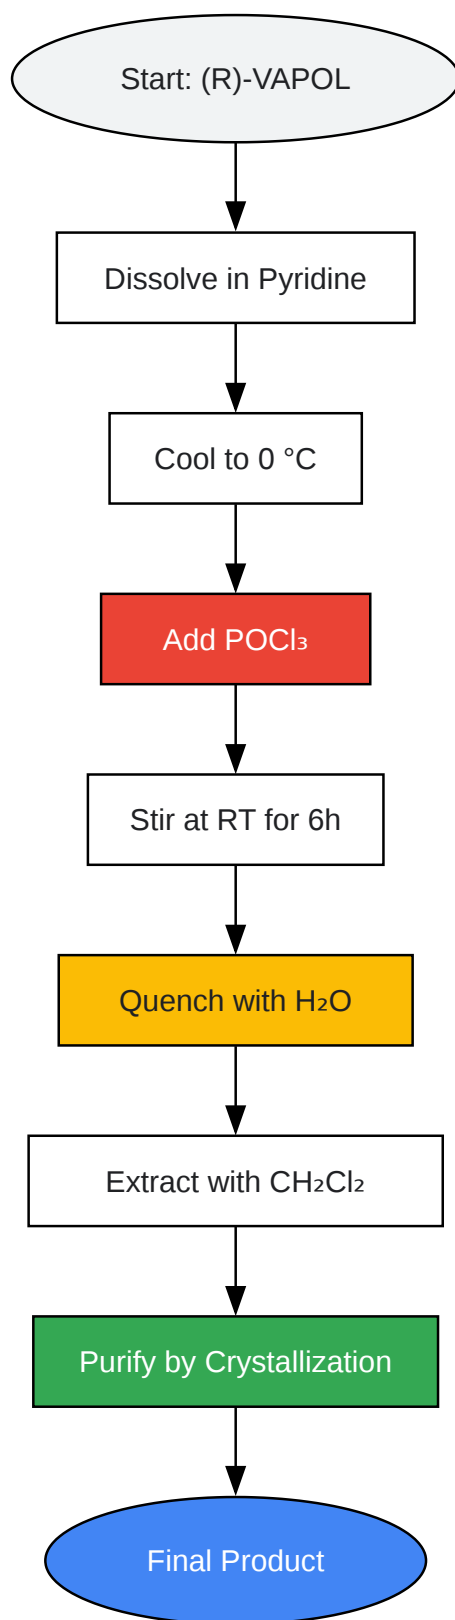 Start: (R)-VAPOL
Dissolve in Pyridine
Cool to 0 °C
Add POCl₃
Stir at RT for 6h
Quench with H₂O
Extract with CH₂Cl₂
Purify by Crystallization
Final Product